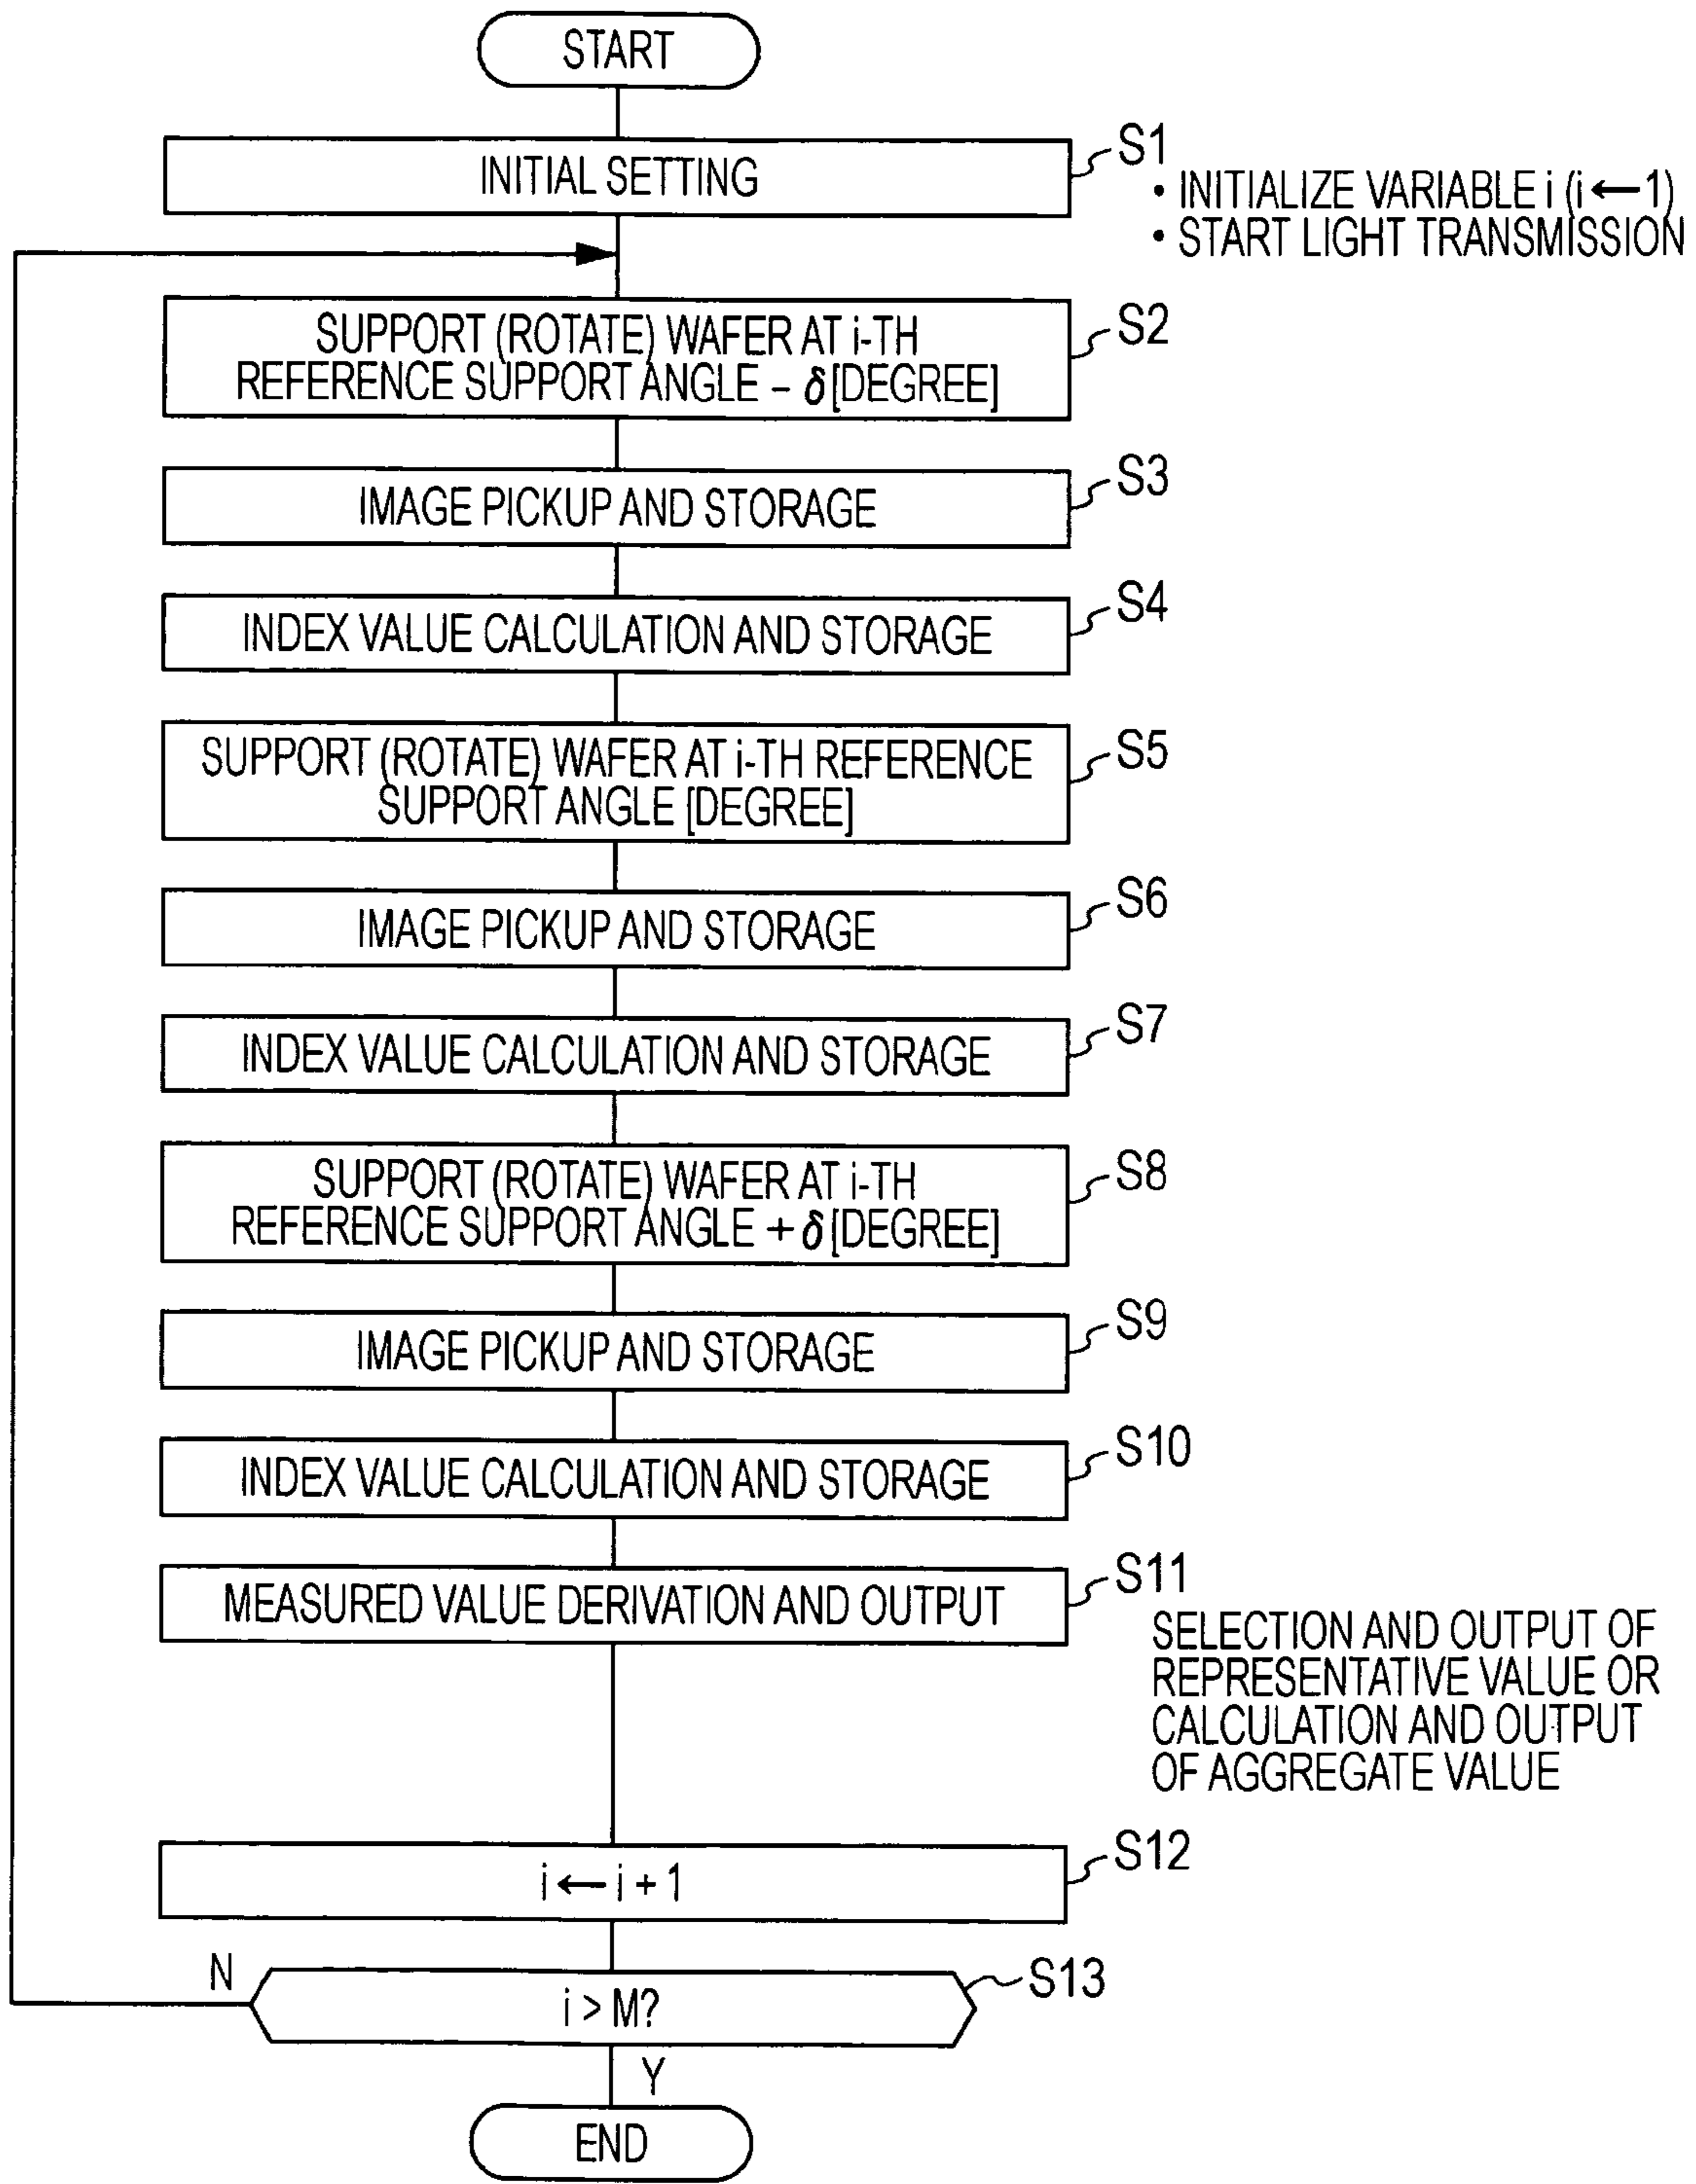 START
INITIAL SETTING
S1
• INITIALIZE VARIABLE i (i ← 1)
• START LIGHT TRANSMISSION
SUPPORT (ROTATE) WAFER AT i-TH
REFERENCE SUPPORT ANGLE – δ [DEGREE]
S2
IMAGE PICKUP AND STORAGE
S3
INDEX VALUE CALCULATION AND STORAGE
S4
SUPPORT (ROTATE) WAFER AT i-TH REFERENCE
SUPPORT ANGLE [DEGREE]
S5
IMAGE PICKUP AND STORAGE
S6
INDEX VALUE CALCULATION AND STORAGE
S7
SUPPORT (ROTATE) WAFER AT i-TH
REFERENCE SUPPORT ANGLE + δ [DEGREE]
S8
IMAGE PICKUP AND STORAGE
S9
INDEX VALUE CALCULATION AND STORAGE
S10
MEASURED VALUE DERIVATION AND OUTPUT
S11
SELECTION AND OUTPUT OF
REPRESENTATIVE VALUE OR
CALCULATION AND OUTPUT
OF AGGREGATE VALUE
i ← i + 1
S12
N
i > M?
S13
Y
END